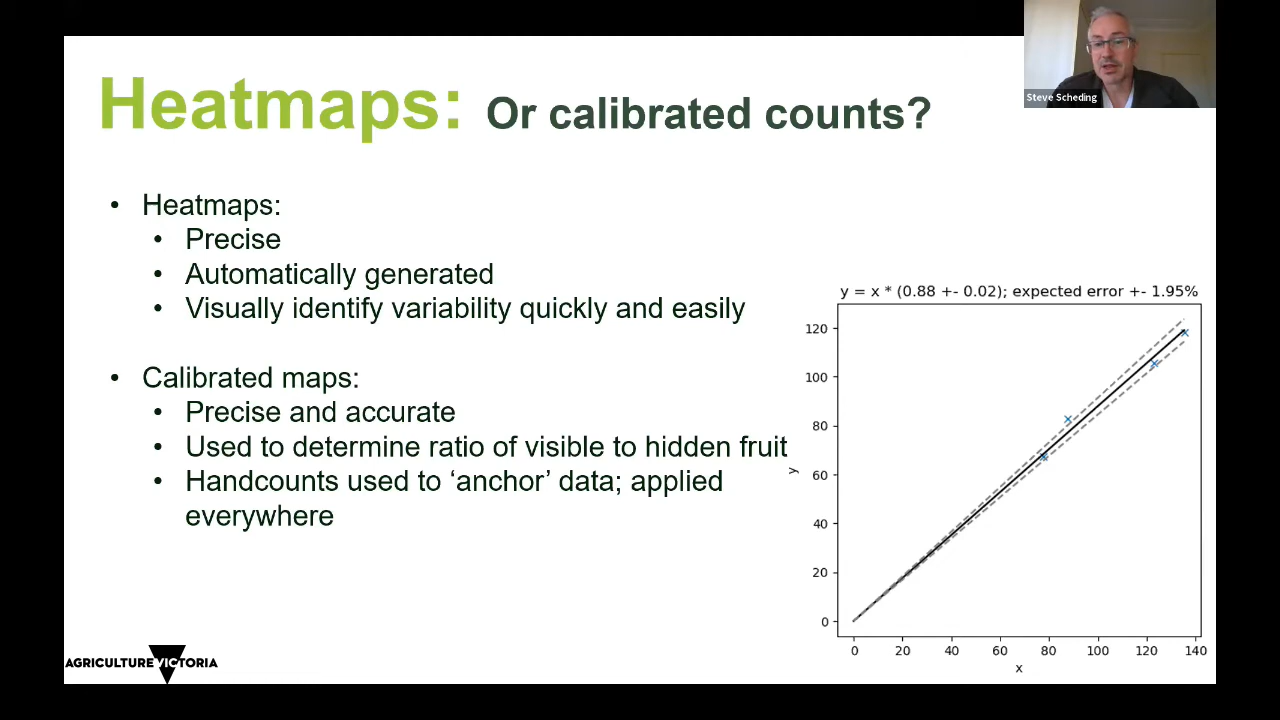 Steve Scheding
Heatmaps: Or calibrated counts?
• Heatmaps:
• Precise
• Automatically generated
• Visually identify variability quickly and easily
• Calibrated maps:
• Precise and accurate
• Used to determine ratio of visible to hidden fruit
• Handcounts used to ‘anchor’ data; applied
everywhere
y = x * (0.88 +- 0.02); expected error +- 1.95%
120
100
80
60
40
20
0
y
0 20 40 60 80 100 120 140
x
AGRICULTURE VICTORIA